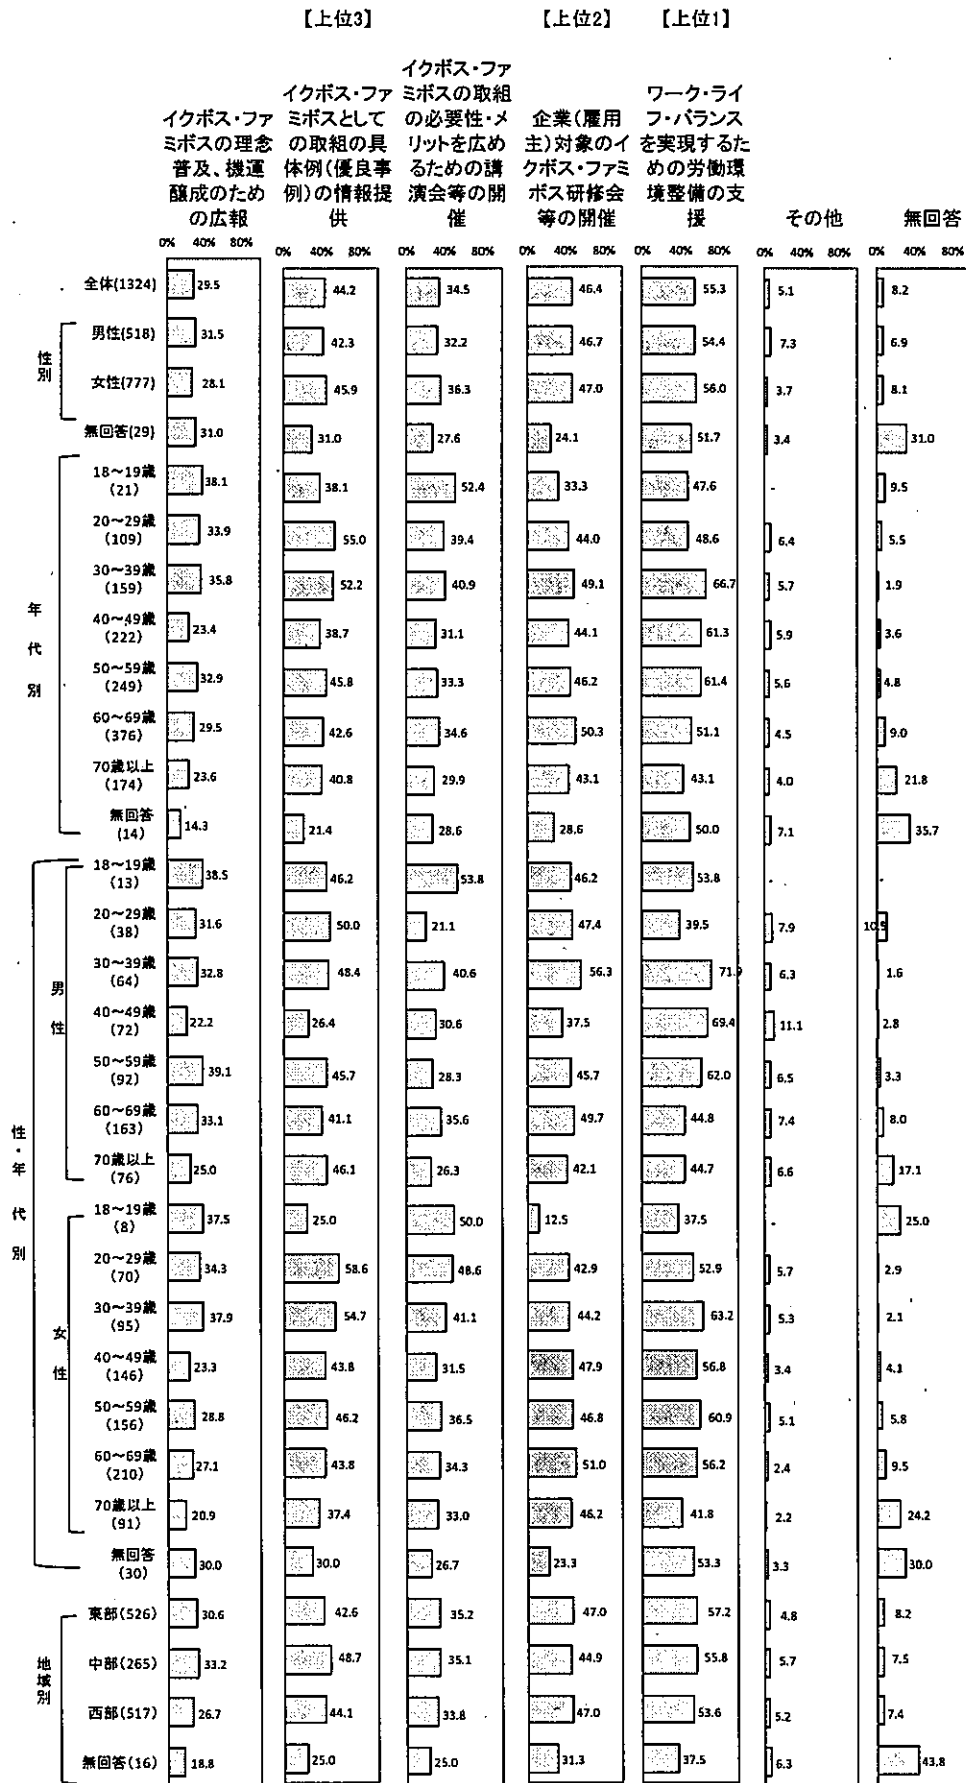 【上位3】 【上位2】 【上位1】
イクボス・ファミボスの理念普及、機運醸成のための広報
イクボス・ファミボスとしての取組の具体例(優良事例)の情報提供
イクボス・ファミボスの取組の必要性・メリットを広めるための講演会等の開催
企業(雇用主)対象のイクボス・ファミボス研修会等の開催
ワーク・ライフ・バランスを実現するための労働環境整備の支援
その他
無回答
0% 40% 80% 0% 40% 80% 0% 40% 80% 0% 40% 80% 0% 40% 80% 0% 40% 80% 0% 40% 80%
全体(1324) 29.5 44.2 34.5 46.4 55.3 5.1 8.2
性別
男性(518) 31.5 42.3 32.2 46.7 54.4 7.3 6.9
女性(777) 28.1 45.9 36.3 47.0 56.0 3.7 8.1
無回答(29) 31.0 31.0 27.6 24.1 51.7 3.4 31.0
年代別
18~19歳(21) 38.1 38.1 52.4 33.3 47.6 - 9.5
20~29歳(109) 33.9 55.0 39.4 44.0 48.6 6.4 5.5
30~39歳(159) 35.8 52.2 40.9 49.1 66.7 5.7 1.9
40~49歳(222) 23.4 38.7 31.1 44.1 61.3 5.9 3.6
50~59歳(249) 32.9 45.8 33.3 46.2 61.4 5.6 4.8
60~69歳(376) 29.5 42.6 34.6 50.3 51.1 4.5 9.0
70歳以上(174) 23.6 40.8 29.9 43.1 43.1 4.0 21.8
無回答(14) 14.3 21.4 28.6 28.6 50.0 7.1 35.7
性・年代別
男性
18~19歳(13) 38.5 46.2 53.8 46.2 53.8 - -
20~29歳(38) 31.6 50.0 21.1 47.4 39.5 7.9 10.5
30~39歳(64) 32.8 48.4 40.6 56.3 71.9 6.3 1.6
40~49歳(72) 22.2 26.4 30.6 37.5 69.4 11.1 2.8
50~59歳(92) 39.1 45.7 28.3 45.7 62.0 6.5 3.3
60~69歳(163) 33.1 41.1 35.6 49.7 44.8 7.4 8.0
70歳以上(76) 25.0 46.1 26.3 42.1 44.7 6.6 17.1
女性
18~19歳(8) 37.5 25.0 50.0 12.5 37.5 - 25.0
20~29歳(70) 34.3 58.6 48.6 42.9 52.9 5.7 2.9
30~39歳(95) 37.9 54.7 41.1 44.2 63.2 5.3 2.1
40~49歳(146) 23.3 43.8 31.5 47.9 56.8 3.4 4.1
50~59歳(156) 28.8 46.2 36.5 46.8 60.9 5.1 5.8
60~69歳(210) 27.1 43.8 34.3 51.0 56.2 2.4 9.5
70歳以上(91) 20.9 37.4 33.0 46.2 41.8 2.2 24.2
無回答(30) 30.0 30.0 26.7 23.3 53.3 3.3 30.0
地域別
東部(526) 30.6 42.6 35.2 47.0 57.2 4.8 8.2
中部(265) 33.2 48.7 35.1 44.9 55.8 5.7 7.5
西部(517) 26.7 44.1 33.8 47.0 53.6 5.2 7.4
無回答(16) 18.8 25.0 25.0 31.3 37.5 6.3 43.8